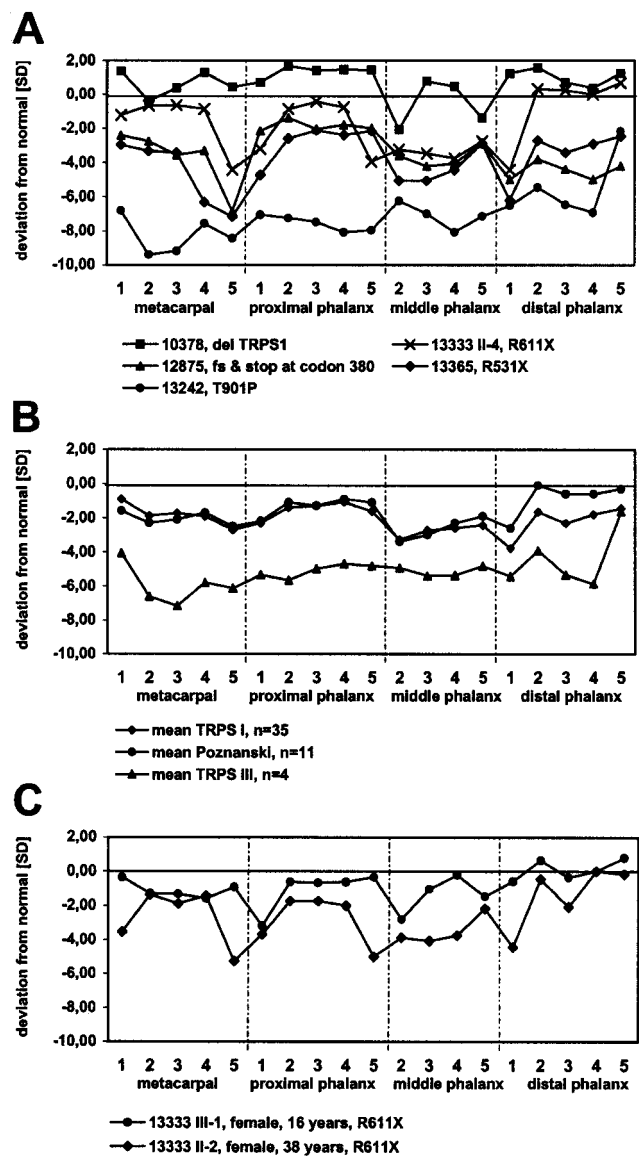 A
deviation from normal [SD]
2,00
0,00
-2,00
-4,00
-6,00
-8,00
-10,00
1 2 3 4 5 1 2 3 4 5 2 3 4 5 1 2 3 4 5
metacarpal proximal phalanx middle phalanx distal phalanx
10378, del TRPS1
13333 II-4, R611X
12875, fs & stop at codon 380
13365, R531X
13242, T901P
B
deviation from normal [SD]
2,00
0,00
-2,00
-4,00
-6,00
-8,00
-10,00
1 2 3 4 5 1 2 3 4 5 2 3 4 5 1 2 3 4 5
metacarpal proximal phalanx middle phalanx distal phalanx
mean TRPS I, n=35
mean Poznanski, n=11
mean TRPS III, n=4
C
deviation from normal [SD]
2,00
0,00
-2,00
-4,00
-6,00
-8,00
-10,00
1 2 3 4 5 1 2 3 4 5 2 3 4 5 1 2 3 4 5
metacarpal proximal phalanx middle phalanx distal phalanx
13333 III-1, female, 16 years, R611X
13333 II-2, female, 38 years, R611X